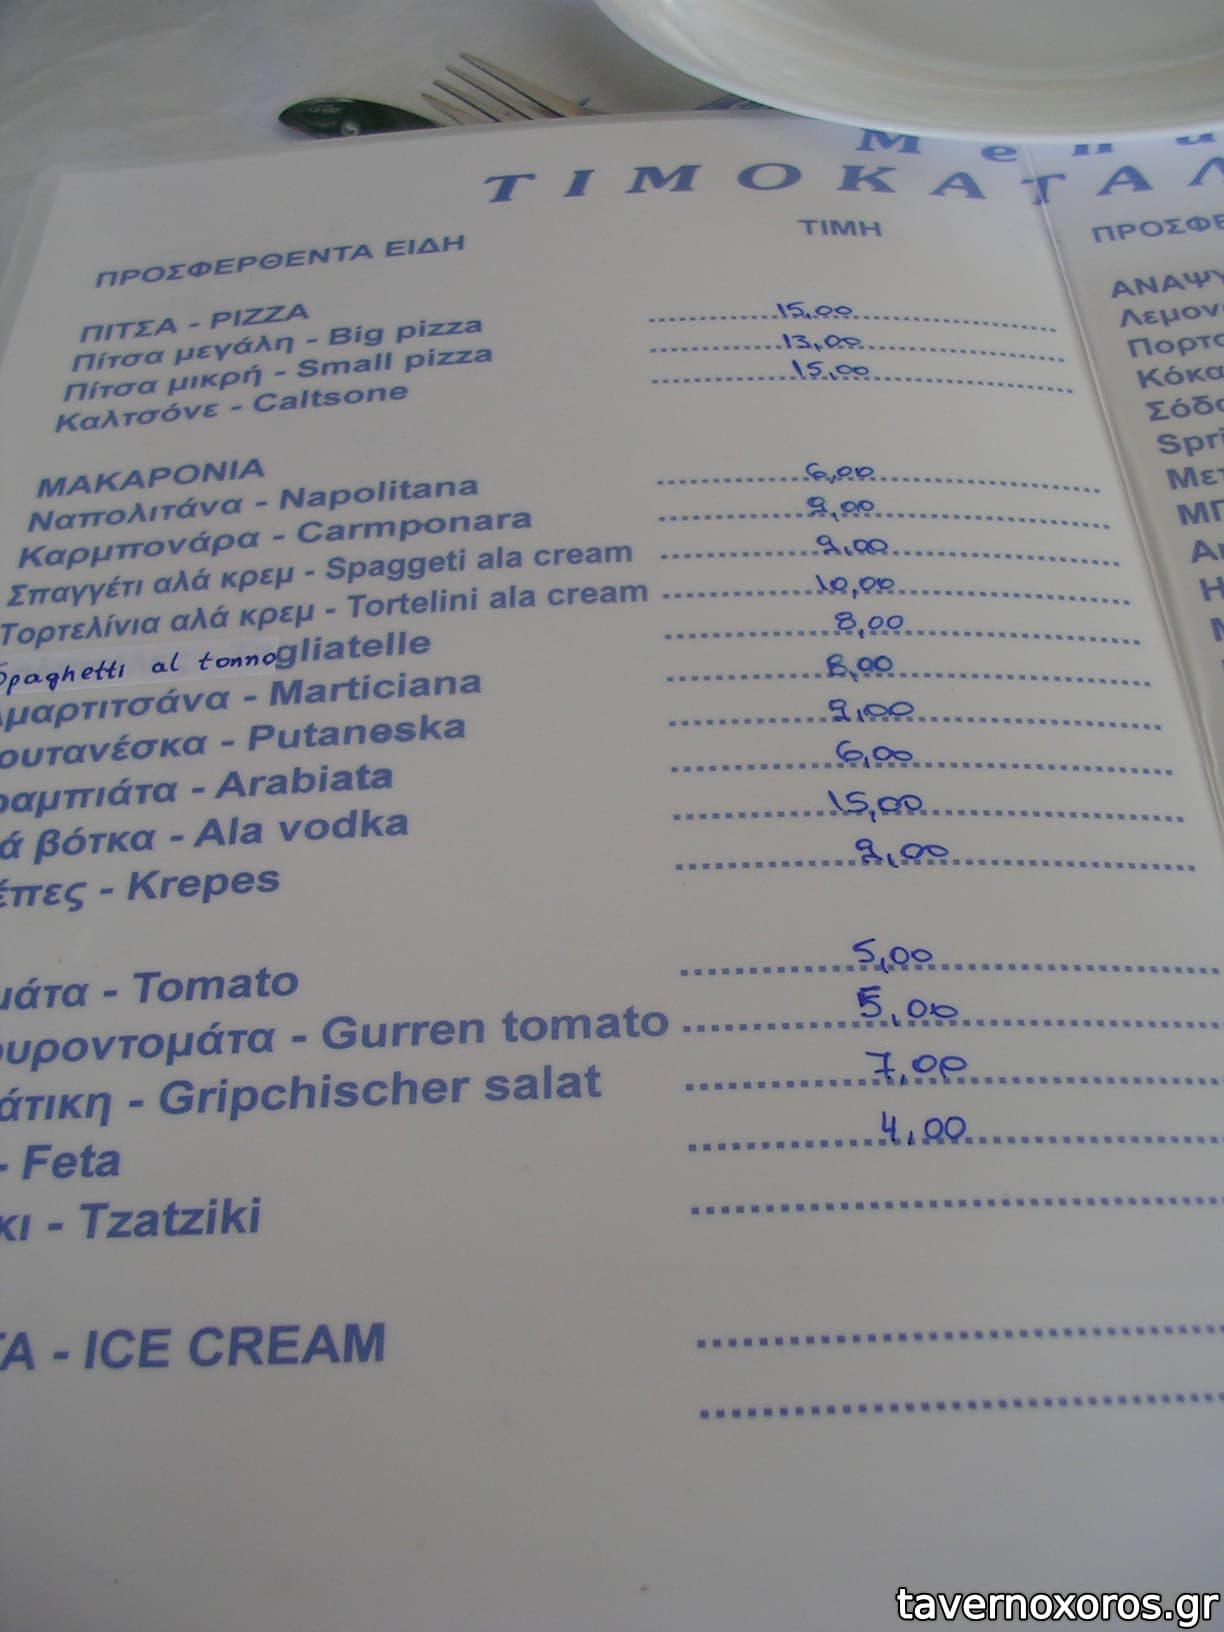 Menu
ΤΙΜΟΚΑΤΑΛ
ΠΡΟΣΦΕΡΘΕΝΤΑ ΕΙΔΗ ΤΙΜΗ
ΠΙΤΣΑ - PIZZA
Πίτσα μεγάλη - Big pizza 15,00
Πίτσα μικρή - Small pizza 13,00
Καλτσόνε - Caltsone 15,00
ΜΑΚΑΡΟΝΙΑ
Ναπολιτάνα - Napolitana 6,00
Καρμπονάρα - Carmponara 9,00
Σπαγγέτι αλά κρεμ - Spaggeti ala cream 9,00
Τορτελίνια αλά κρεμ - Tortelini ala cream 10,00
Spaghetti al tonno gliatelle 8,00
μαρτιτσάνα - Marticiana 8,00
ουτανέσκα - Putaneska 9,00
ραμπιάτα - Arabiata 6,00
ά βότκα - Ala vodka 15,00
έπες - Krepes 9,00
μάτα - Tomato 5,00
ουροντομάτα - Gurren tomato 5,00
άτικη - Gripchischer salat 7,00
- Feta 4,00
κι - Tzatziki
ΤΑ - ICE CREAM
ΠΡΟΣΦΕ
ΑΝΑΨΥ
Λεμον
Πορτο
Κόκα
Σόδα
Spri
Μετ
ΜΠ
tavernoxoros.gr